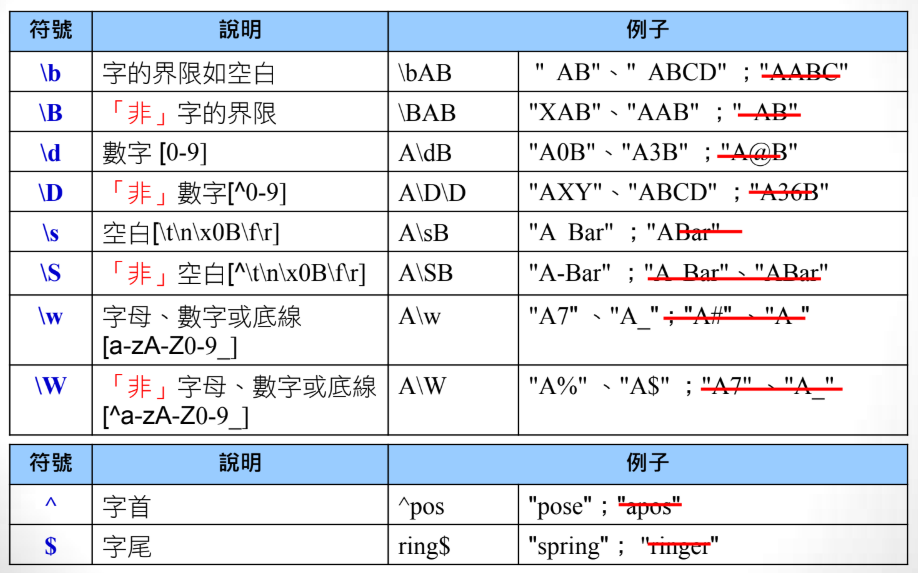 符號 說明 例子
\b 字的界限如空白 \bAB " AB"、" ABCD" ；"AABC"
\B 「非」字的界限 \BAB "XAB"、"AAB" ；" AB"
\d 數字 [0-9] A\dB "A0B"、"A3B" ；"A@B"
\D 「非」數字[^0-9] A\D\D "AXY"、"ABCD" ；"A36B"
\s 空白[\t\n\x0B\f\r] A\sB "A Bar" ；"ABar"
\S 「非」空白[^\t\n\x0B\f\r] A\SB "A-Bar" ；"A Bar"、"ABar"
\w 字母、數字或底線 A\w "A7" 、"A_"；"A#" 、"A "
[a-zA-Z0-9_]
\W 「非」字母、數字或底線 A\W "A%" 、"A$" ；"A7" 、"A_"
[^a-zA-Z0-9_]
符號 說明 例子
^ 字首 ^pos "pose"；"apos"
$ 字尾 ring$ "spring"； "ringer"